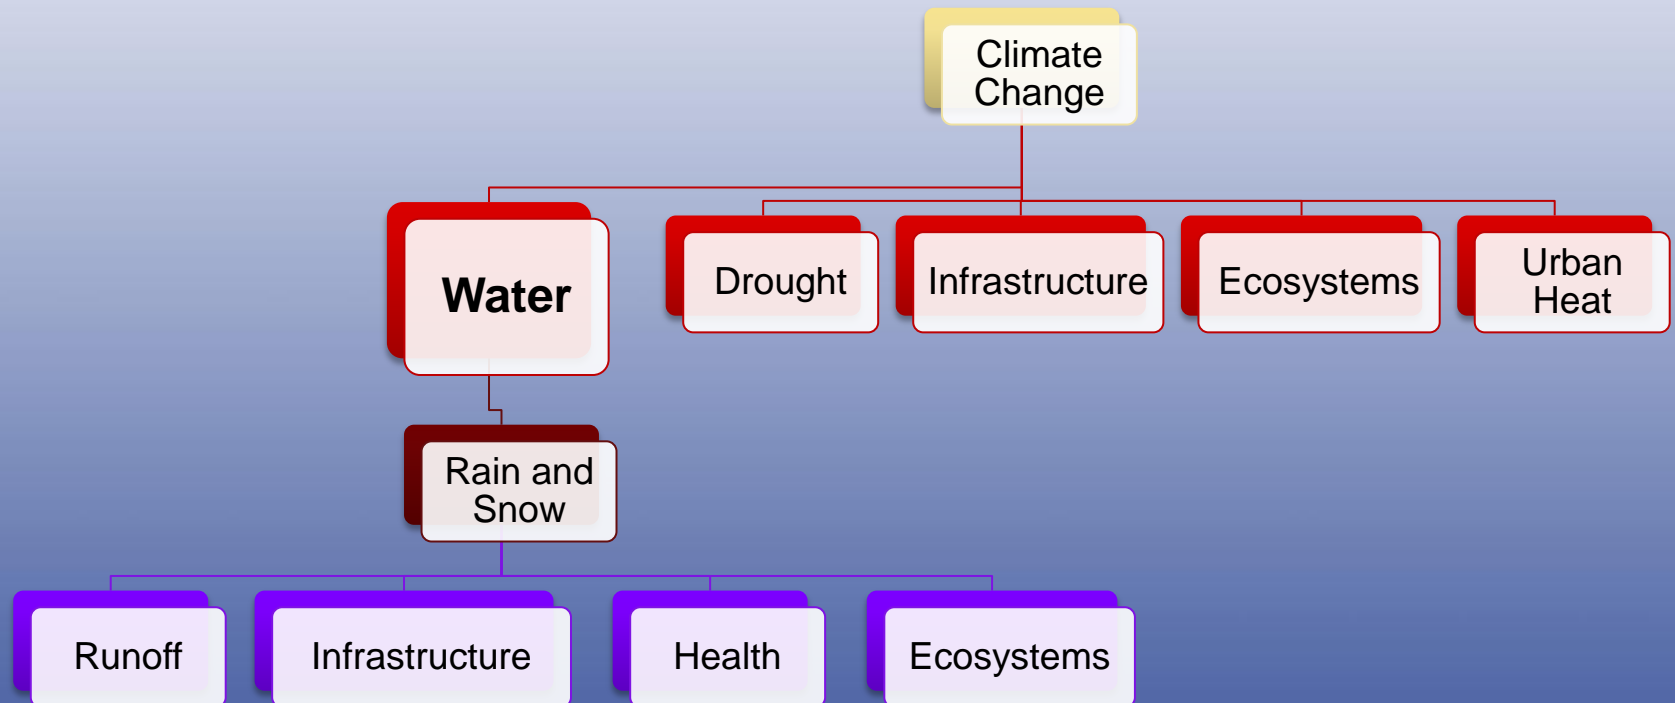 Climate
Change
Water
Drought
Infrastructure
Ecosystems
Urban
Heat
Rain and
Snow
Runoff
Infrastructure
Health
Ecosystems